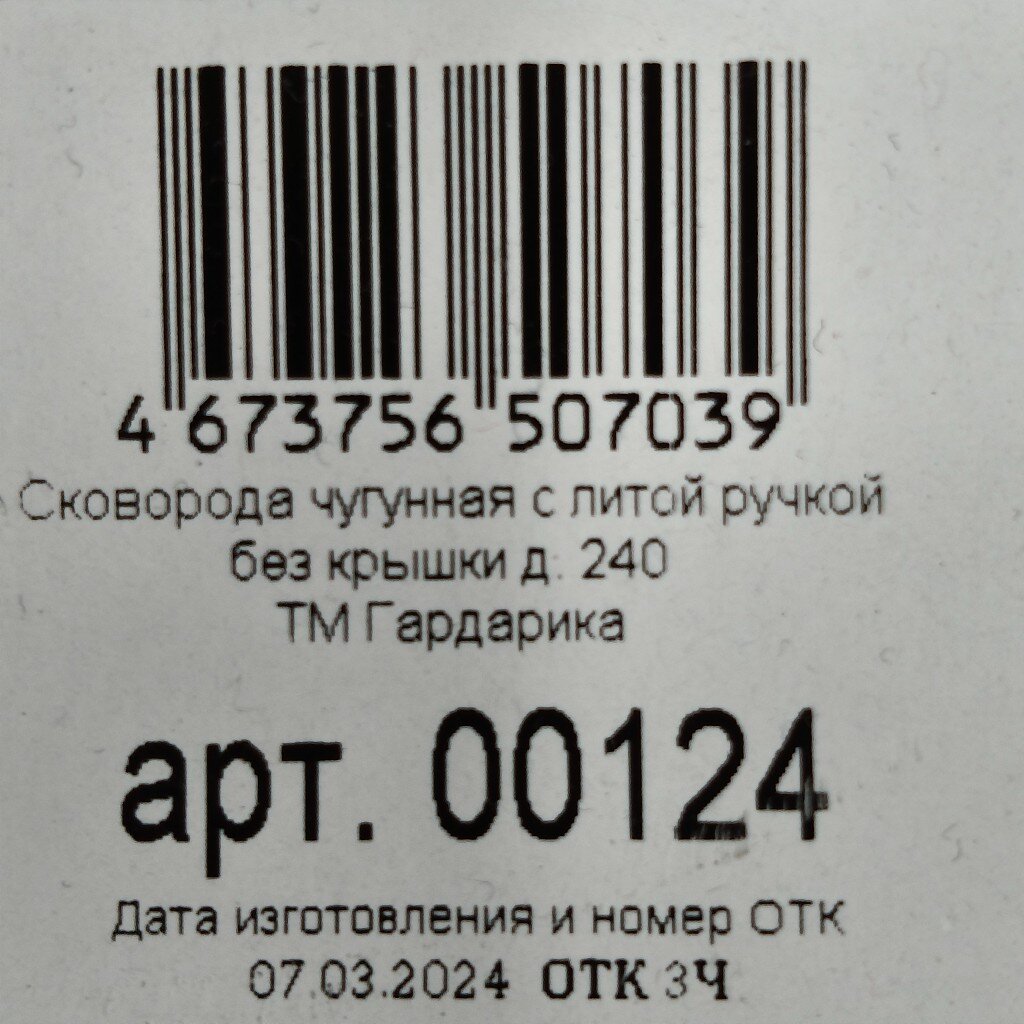 4 673756 507039
Сковорода чугунная с литой ручкой
без крышки д. 240
ТМ Гардарика
арт. 00124
Дата изготовления и номер ОТК
07.03.2024 ОТК 3Ч